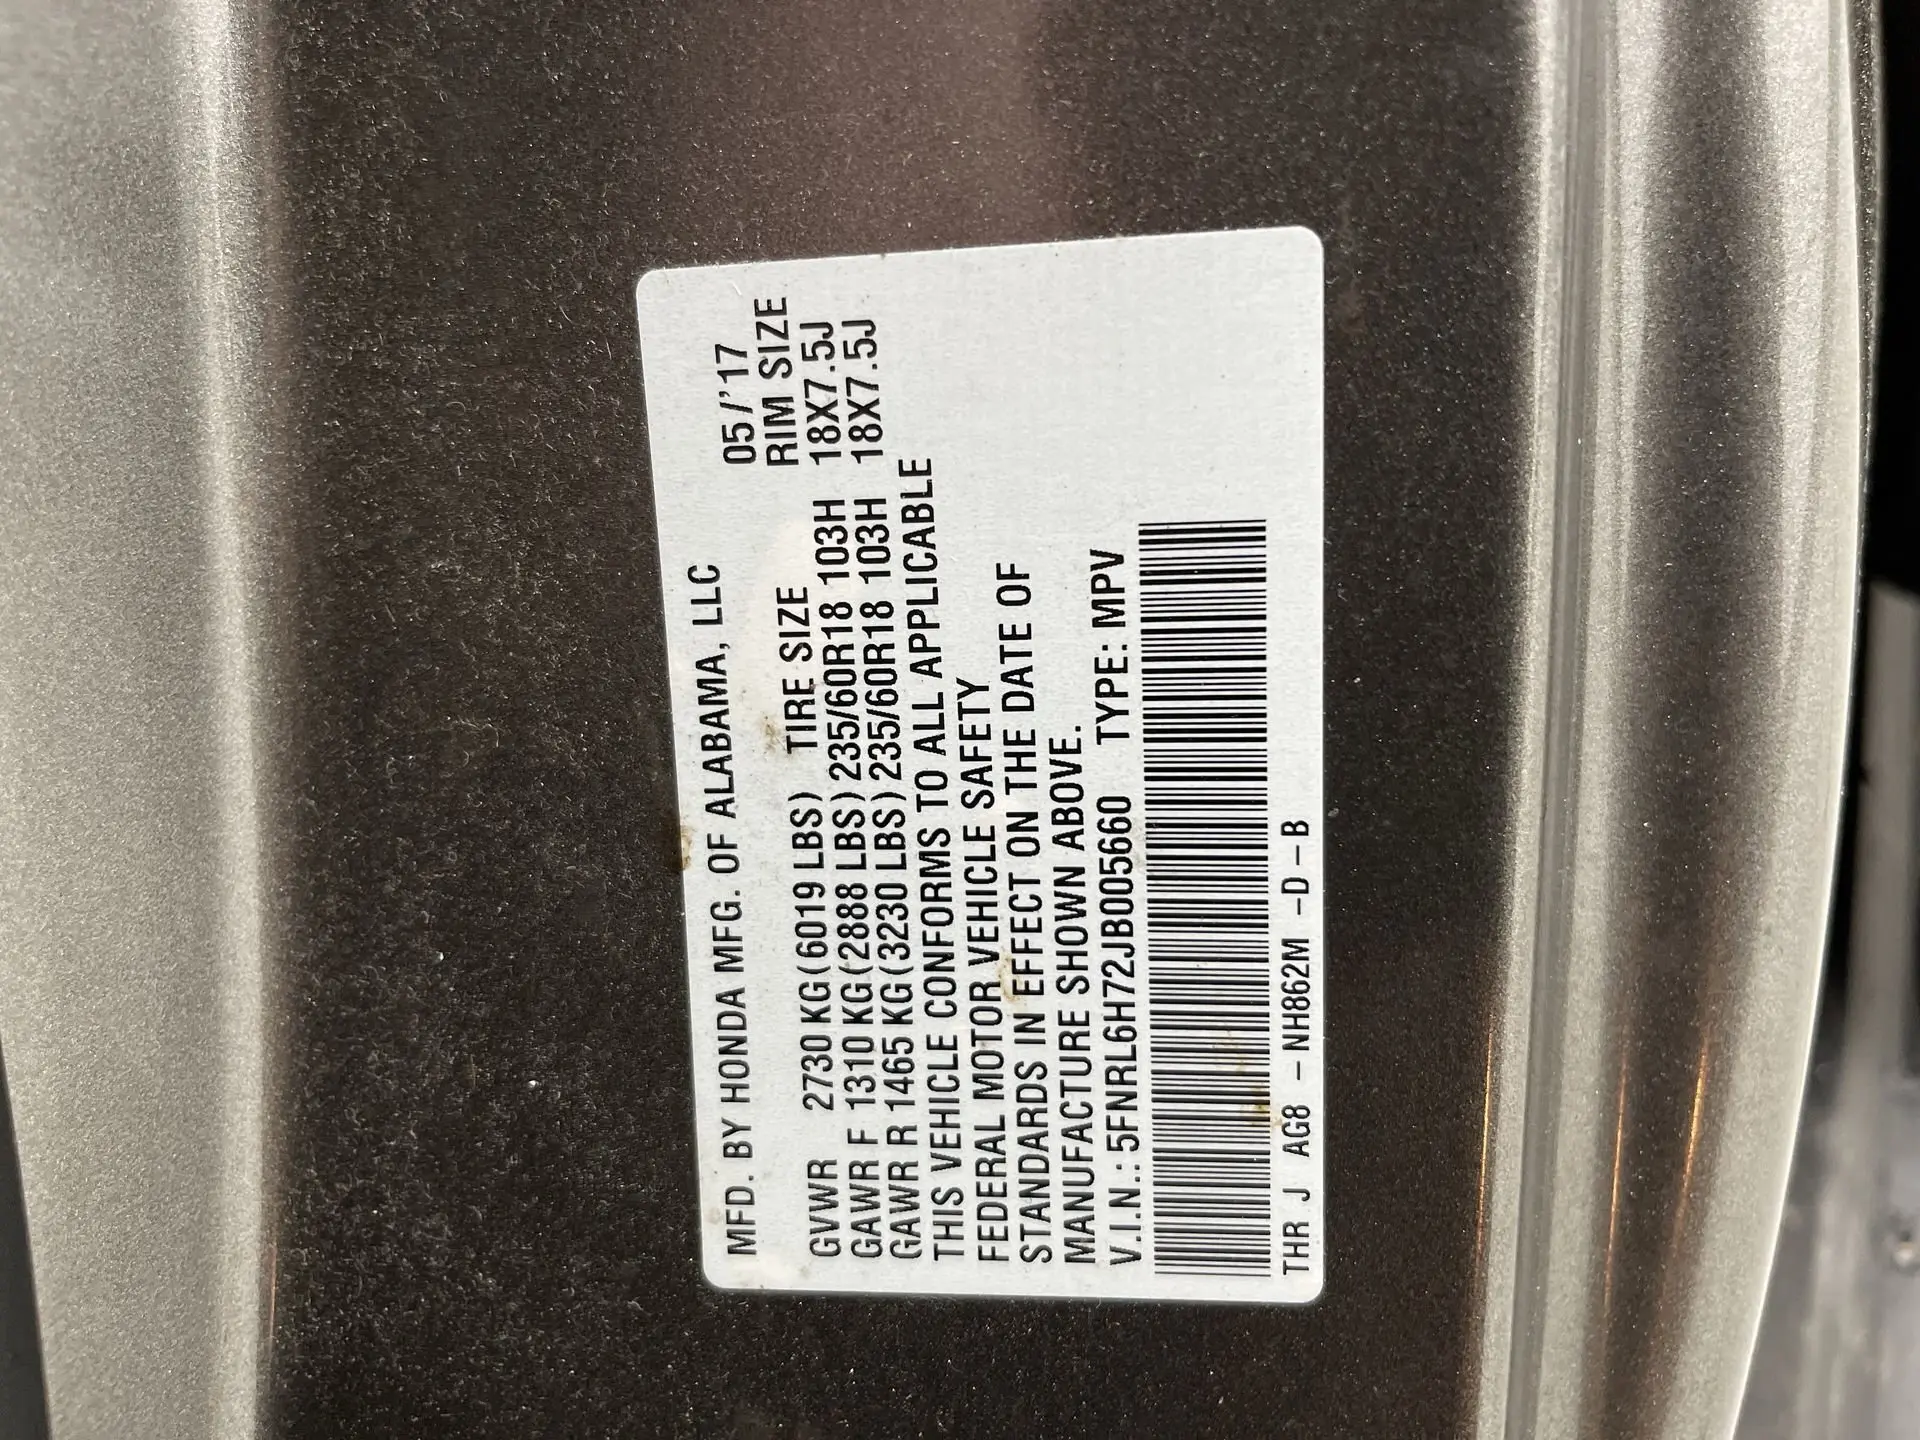 MFD. BY HONDA MFG. OF ALABAMA, LLC 05/'17
GVWR 2730 KG(6019 LBS) TIRE SIZE RIM SIZE
GAWR F 1310 KG(2888 LBS) 235/60R18 103H 18X7.5J
GAWR R 1465 KG(3230 LBS) 235/60R18 103H 18X7.5J
THIS VEHICLE CONFORMS TO ALL APPLICABLE
FEDERAL MOTOR VEHICLE SAFETY
STANDARDS IN EFFECT ON THE DATE OF
MANUFACTURE SHOWN ABOVE.
V.I.N.: 5FNRL6H72JB005660 TYPE: MPV
THR J AG8 – NH862M – D – B